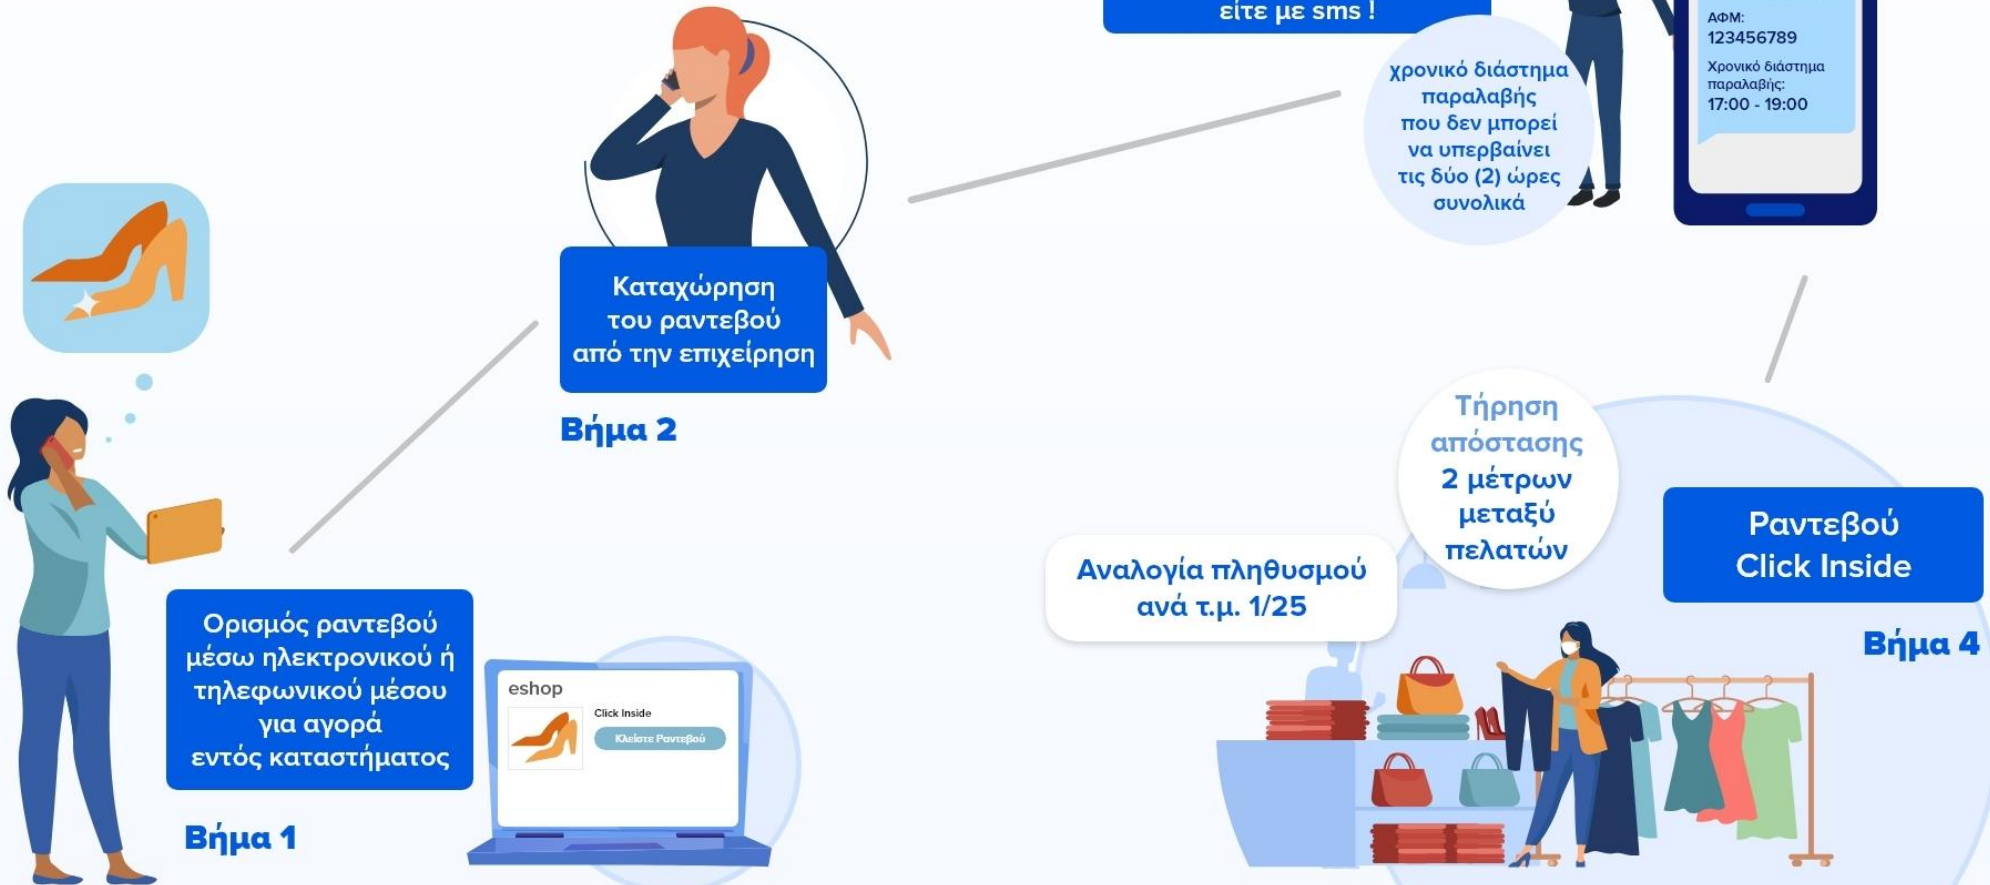 είτε με sms !
χρονικό διάστημα
παραλαβής
που δεν μπορεί
να υπερβαίνει
τις δύο (2) ώρες
συνολικά
ΑΦΜ:
123456789
Χρονικό διάστημα
παραλαβής:
17:00 - 19:00
Καταχώρηση
του ραντεβού
από την επιχείρηση
Βήμα 2
Ορισμός ραντεβού
μέσω ηλεκτρονικού ή
τηλεφωνικού μέσου
για αγορά
εντός καταστήματος
Βήμα 1
eshop
Click Inside
Κλείστε Ραντεβού
Τήρηση
απόστασης
2 μέτρων
μεταξύ
πελατών
Αναλογία πληθυσμού
ανά τ.μ. 1/25
Ραντεβού
Click Inside
Βήμα 4